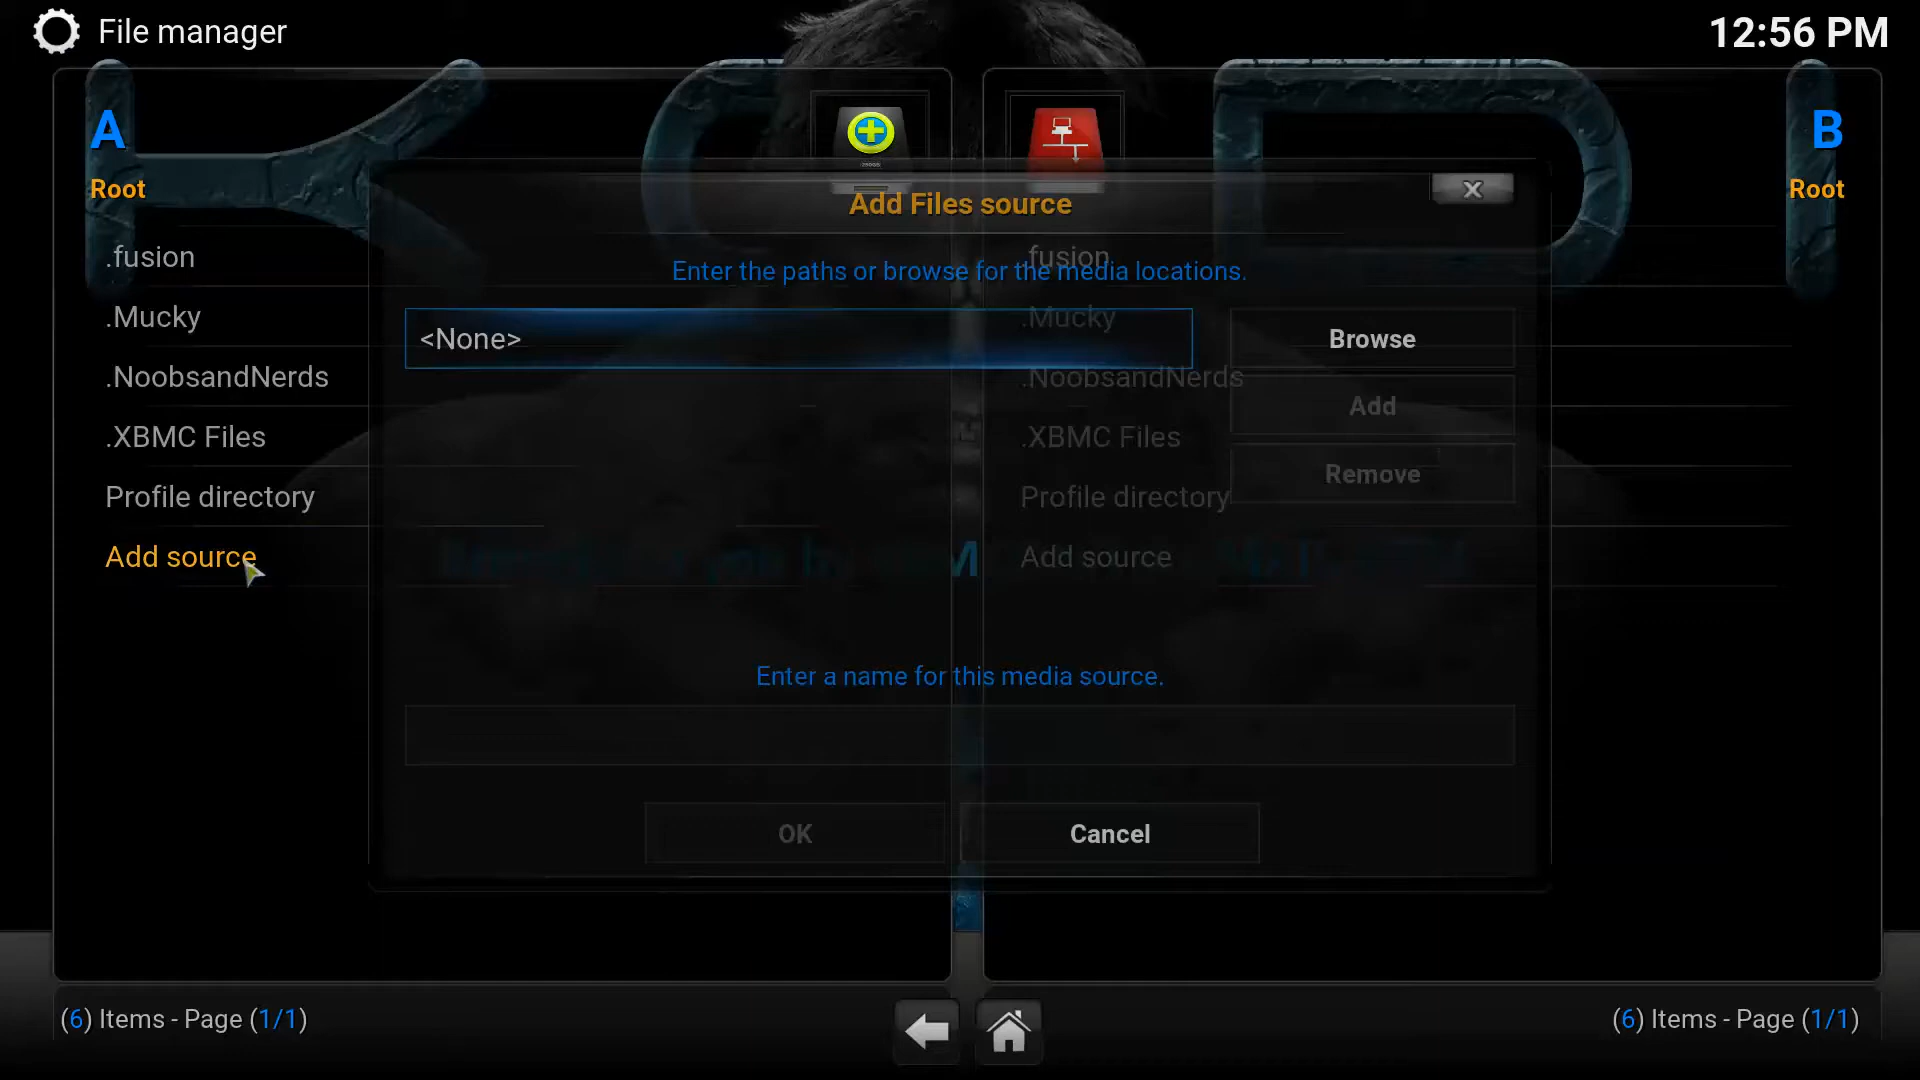 File manager
12:56 PM
A
B
Root
Root
Add Files source
X
.fusion
.fusion
Enter the paths or browse for the media locations.
.Mucky
.Mucky
<None>
Browse
.NoobsandNerds
.NoobsandNerds
Add
.XBMC Files
.XBMC Files
Remove
Profile directory
Profile directory
Add source
Add source
Enter a name for this media source.
OK
Cancel
(6) Items - Page (1/1)
(6) Items - Page (1/1)